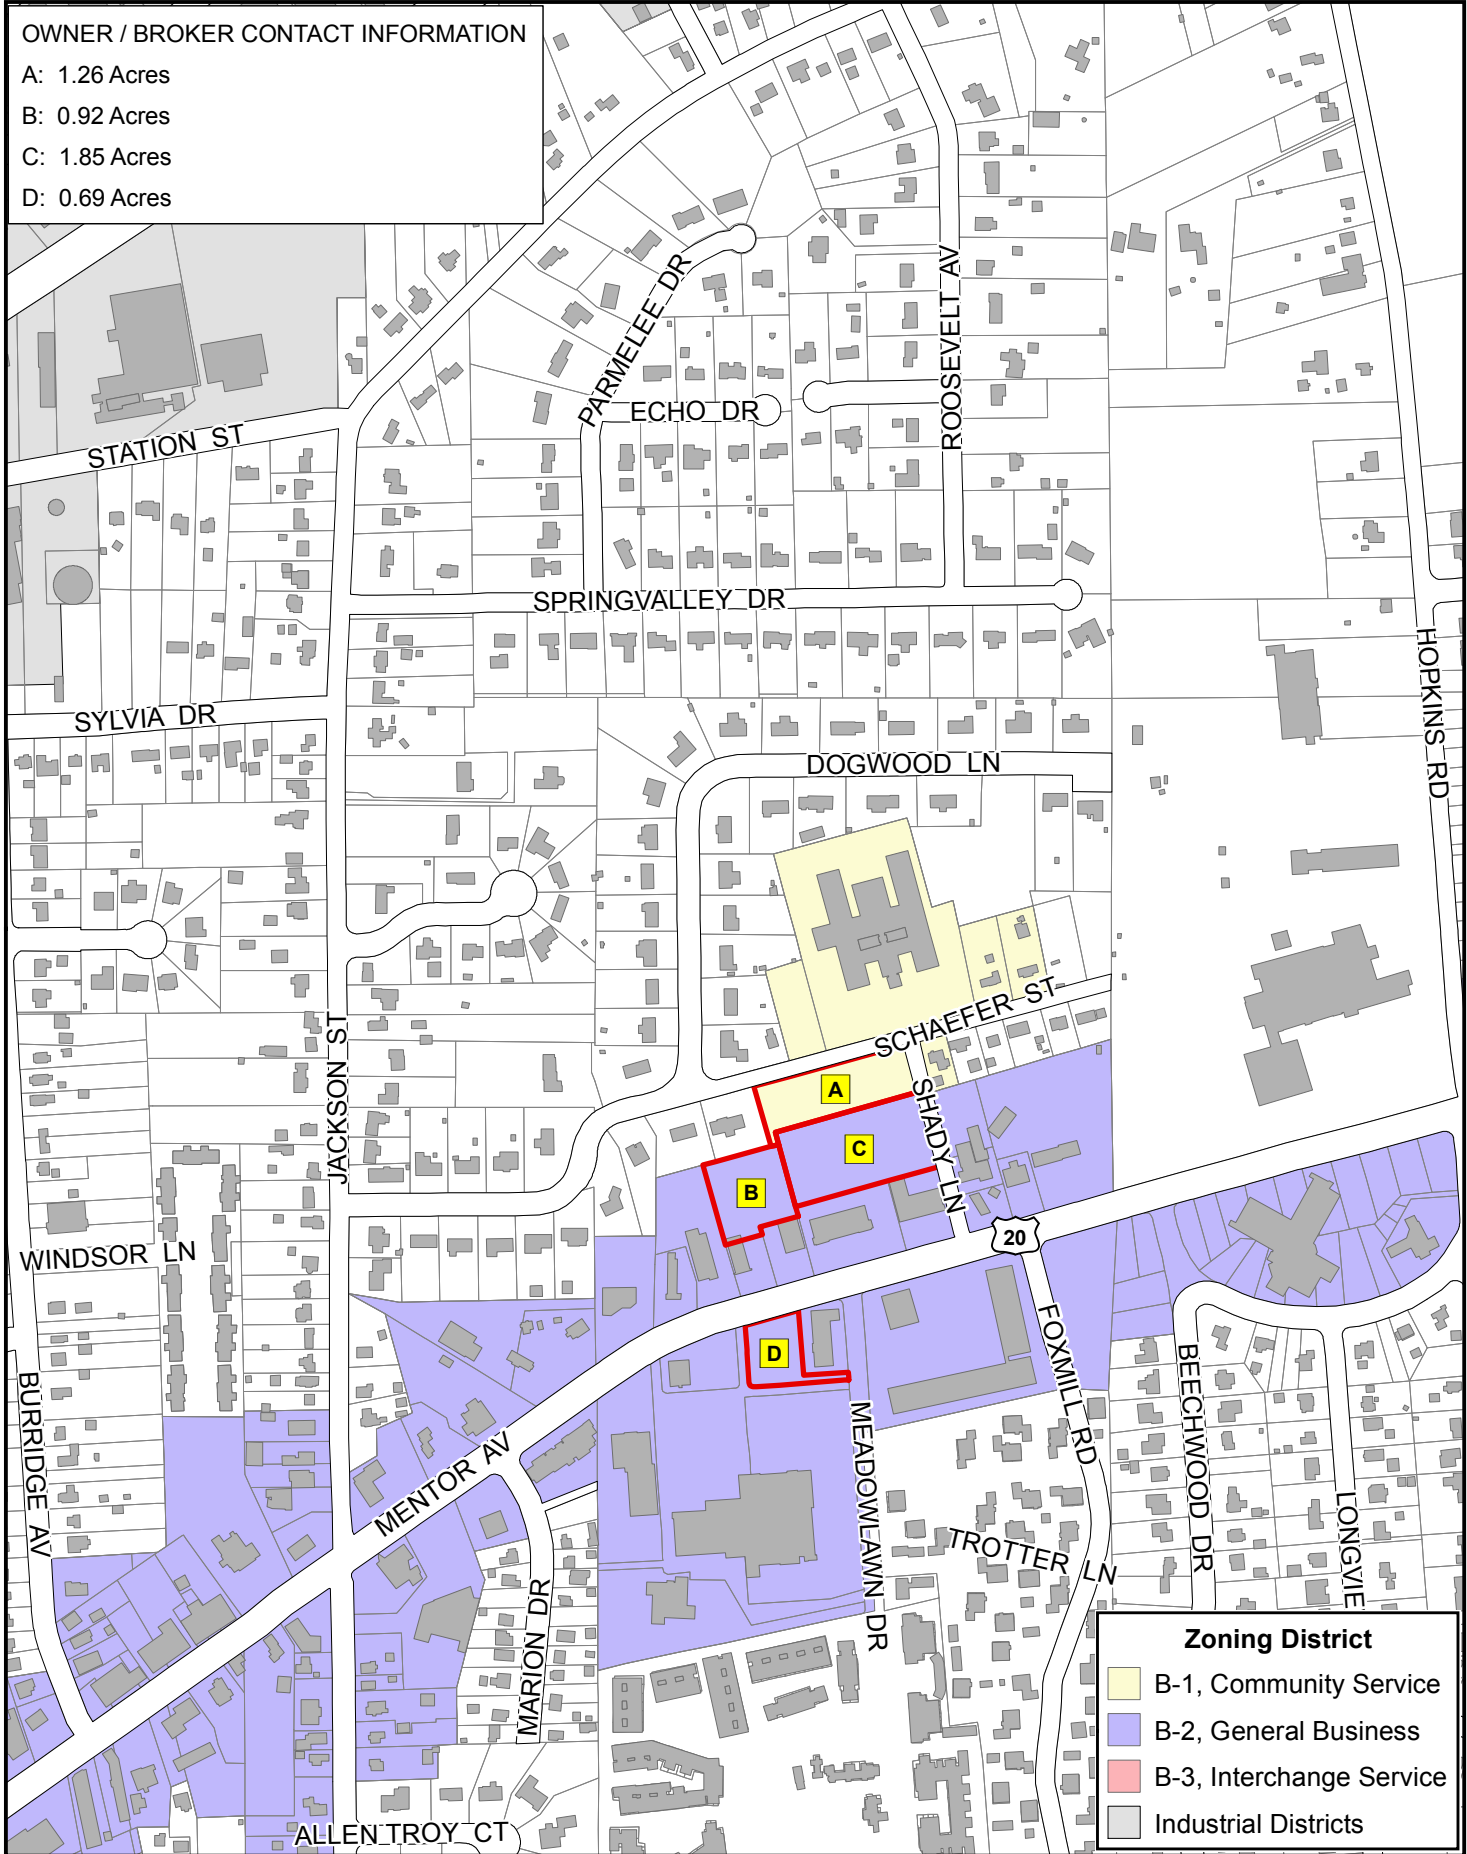 OWNER / BROKER CONTACT INFORMATION
A: 1.26 Acres
B: 0.92 Acres
C: 1.85 Acres
D: 0.69 Acres
PARMELEE DR
ROOSEVELT AV
ECHO DR
STATION ST
SPRINGVALLEY DR
HOPKINS RD
SYLVIA DR
DOGWOOD LN
SCHAEFER ST
JACKSON ST
A
SHADY LN
C
B
20
WINDSOR LN
D
FOXMILL RD
BEECHWOOD DR
BURRIDGE AV
MENTOR AV
MEADOWLAWN DR
LONGVIE
TROTTER LN
MARION DR
ALLEN TROY CT
Zoning District
B-1, Community Service
B-2, General Business
B-3, Interchange Service
Industrial Districts